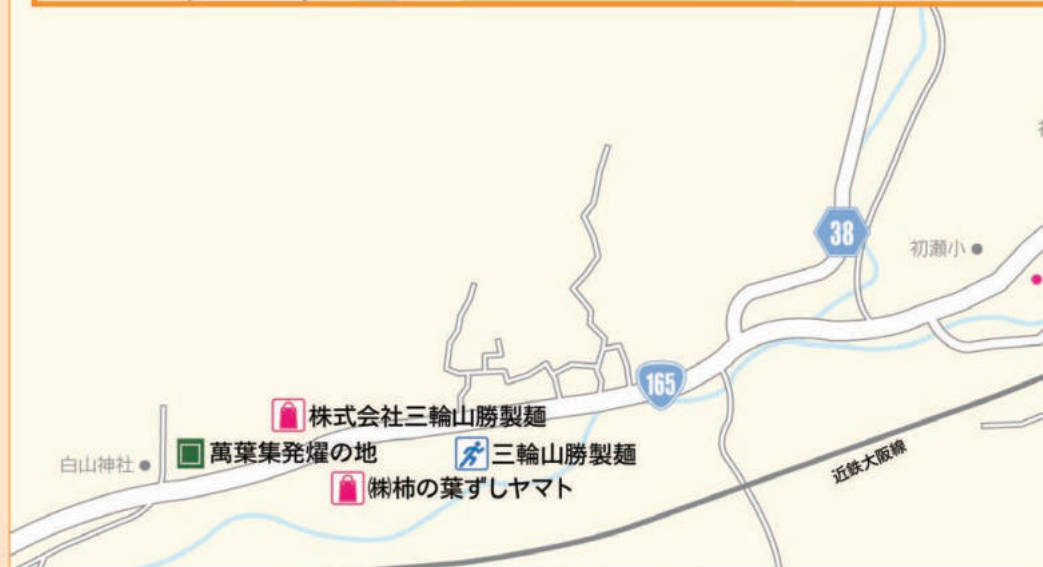 38
初瀬小
165
株式会社三輪山勝製麺
萬葉集発燿の地
三輪山勝製麺
白山神社
㈱柿の葉ずしヤマト
近鉄大阪線